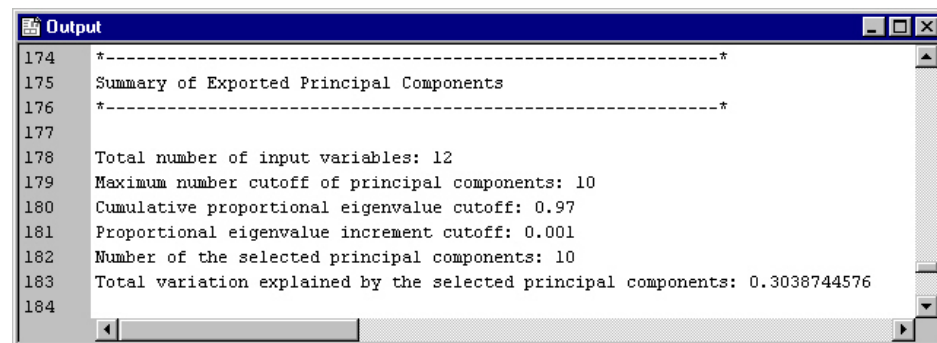 Output
174 *------------------------------------------------------------*
175 Summary of Exported Principal Components
176 *------------------------------------------------------------*
177
178 Total number of input variables: 12
179 Maximum number cutoff of principal components: 10
180 Cumulative proportional eigenvalue cutoff: 0.97
181 Proportional eigenvalue increment cutoff: 0.001
182 Number of the selected principal components: 10
183 Total variation explained by the selected principal components: 0.3038744576
184